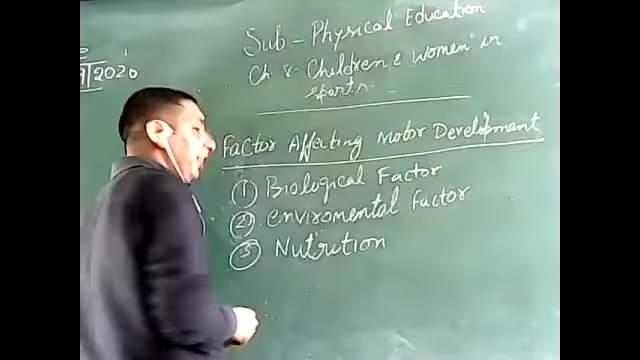 2020
Sub - Physical Education
Ch 8. Children & women in
sports.
Factor Affecting Motor Development
1 Biological Factor
2 enviromental factor
3 Nutrition